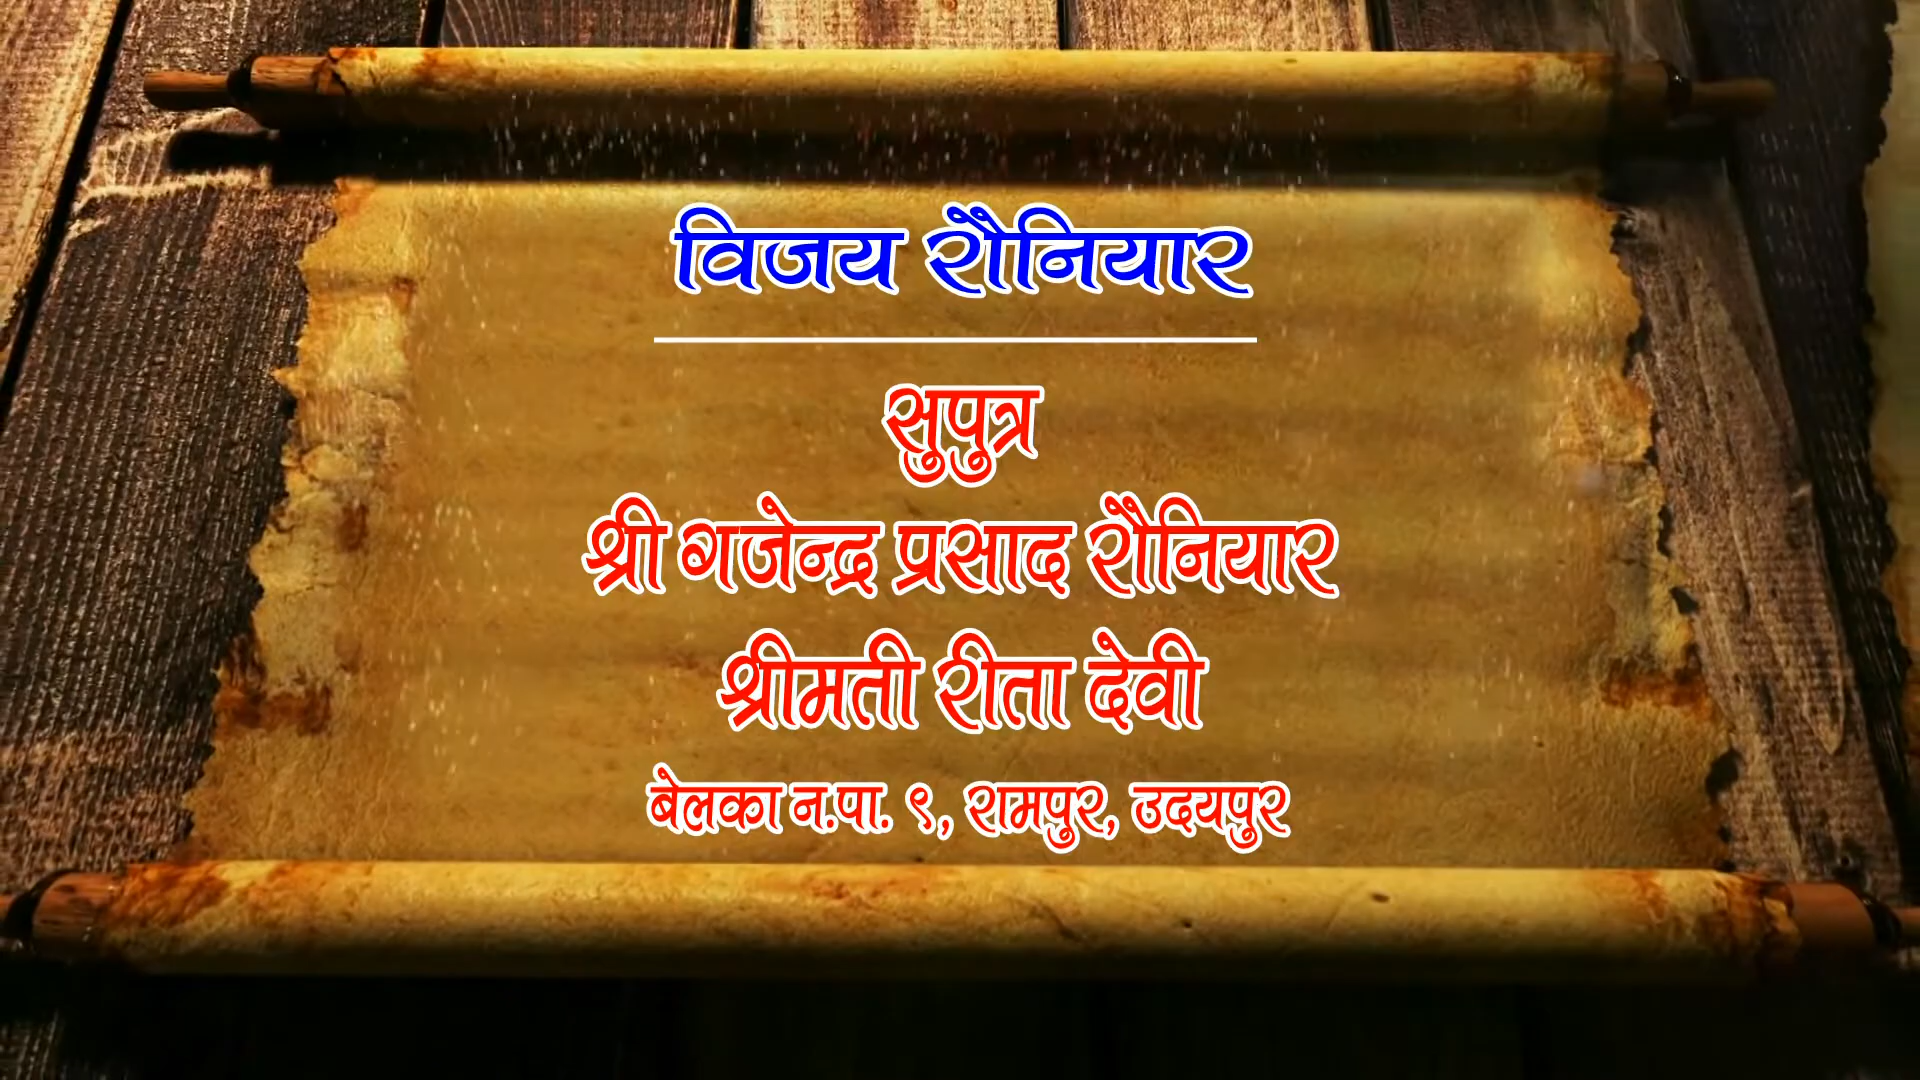 विजय रौनियार
सुपुत्र
श्री गजेन्द्र प्रसाद रौनियार
श्रीमती रीता देवी
बेलका न.पा. ९, रामपुर, उदयपुर